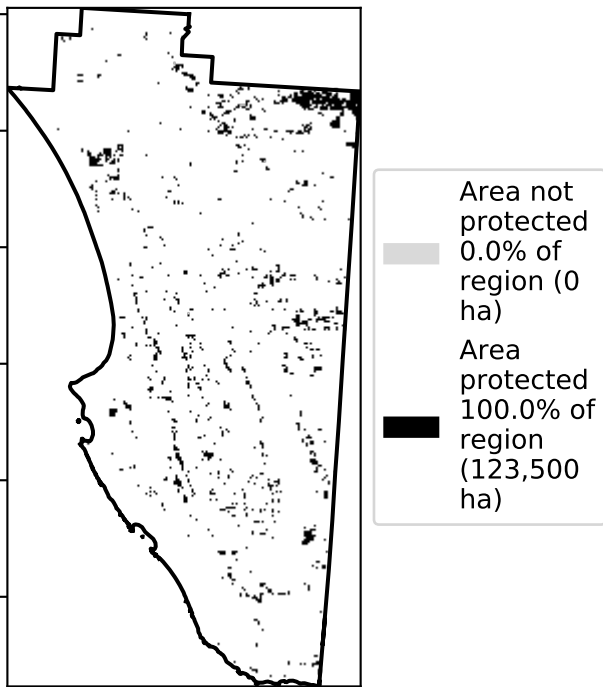 Area not
protected
0.0% of
region (0
ha)
Area
protected
100.0% of
region
(123,500
ha)